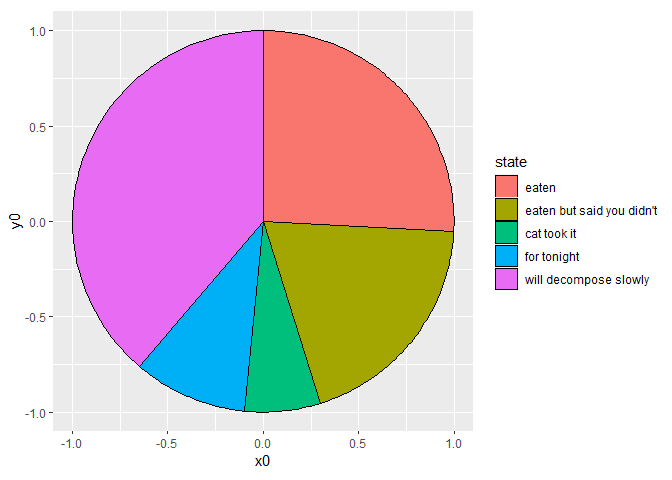 1.0
0.5
0.0
-0.5
-1.0
y0
-1.0 -0.5 0.0 0.5 1.0
x0
state
eaten
eaten but said you didn't
cat took it
for tonight
will decompose slowly